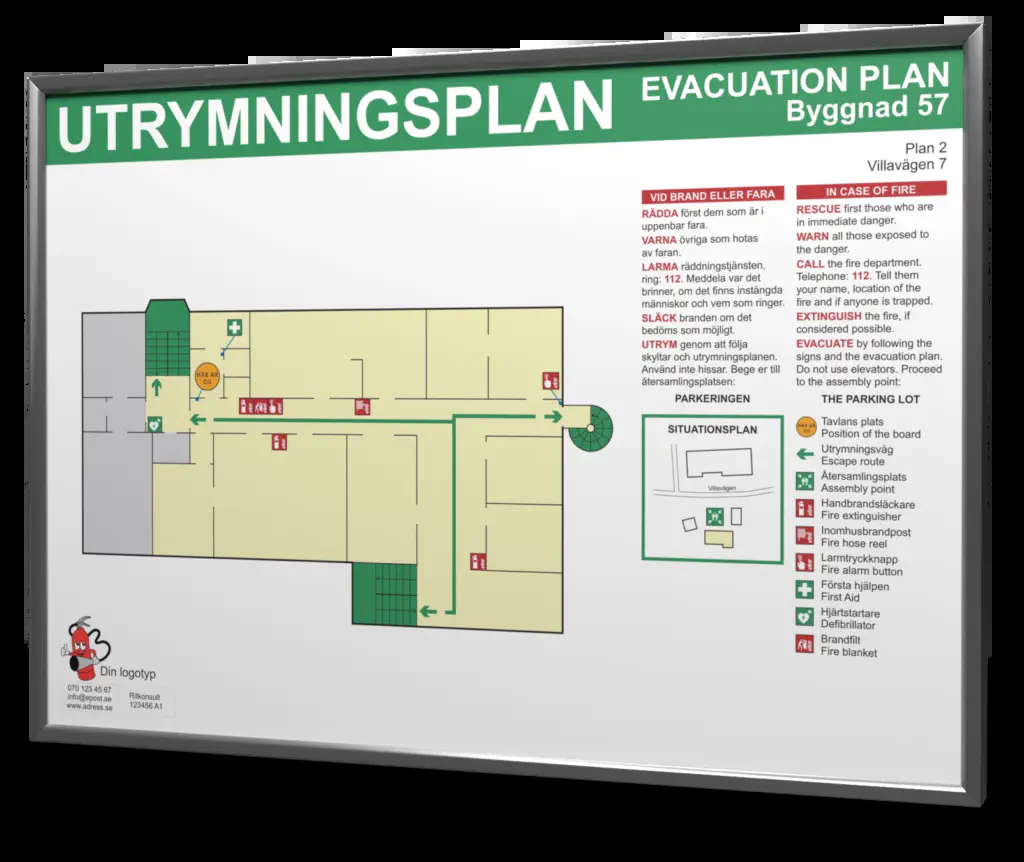 UTRYMNINGSPLAN
EVACUATION PLAN
Byggnad 57
Plan 2
Villavägen 7
VID BRAND ELLER FARA
RÄDDA först dem som är i
uppenbar fara.
VARNA övriga som hotas
av faran.
LARMA räddningstjänsten,
ring: 112. Meddela var det
brinner, om det finns instängda
människor och vem som ringer.
SLÄCK branden om det
bedöms som möjligt.
UTRYM genom att följa
skyltar och utrymningsplanen.
Använd inte hissar. Bege er till
återsamlingsplatsen:
PARKERINGEN
IN CASE OF FIRE
RESCUE first those who are
in immediate danger.
WARN all those exposed to
the danger.
CALL the fire department.
Telephone: 112. Tell them
your name, location of the
fire and if anyone is trapped.
EXTINGUISH the fire, if
considered possible.
EVACUATE by following the
signs and the evacuation plan.
Do not use elevators. Proceed
to the assembly point:
THE PARKING LOT
HÄR ÄR
DU
SITUATIONSPLAN
Villavägen
HÄR ÄR
DU
Tavlans plats
Position of the board
Utrymningsväg
Escape route
Återsamlingsplats
Assembly point
Handbrandsläckare
Fire extinguisher
Inomhusbrandpost
Fire hose reel
Larmtryckknapp
Fire alarm button
Första hjälpen
First Aid
Hjärtstartare
Defibrillator
Brandfilt
Fire blanket
Din logotyp
070 123 45 67
info@epost.se
www.adress.se
Ritkonsult
123456 A1